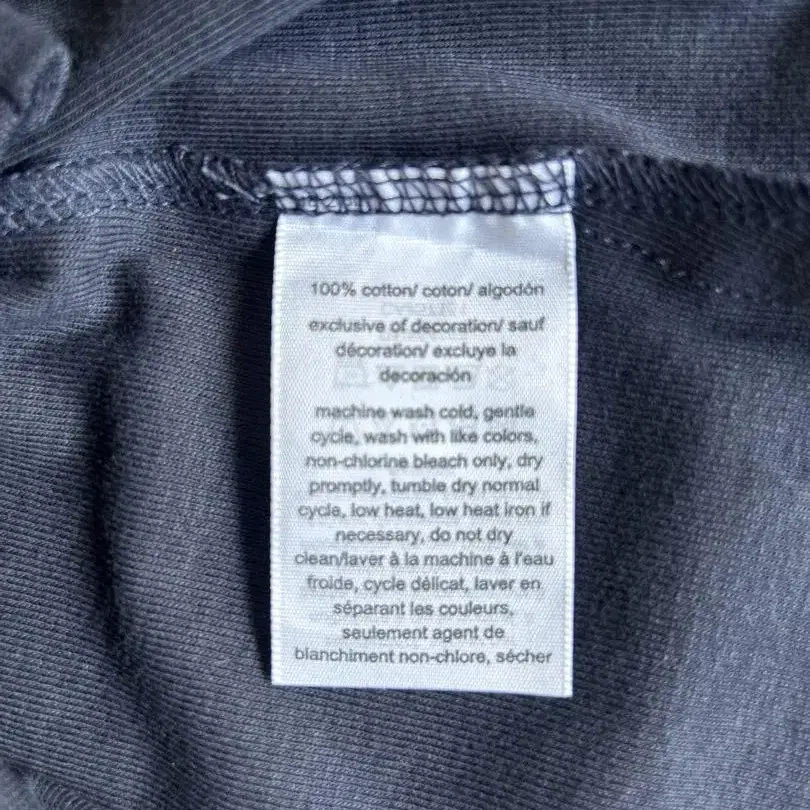 100% cotton/ coton/ algodón
exclusive of decoration/ sauf
décoration/ excluye la
decoración
machine wash cold, gentle
cycle, wash with like colors,
non-chlorine bleach only, dry
promptly, tumble dry normal
cycle, low heat, low heat iron if
necessary, do not dry
clean/laver à la machine à l'eau
froide, cycle délicat, laver en
séparant les couleurs,
seulement agent de
blanchiment non-chlore, sécher